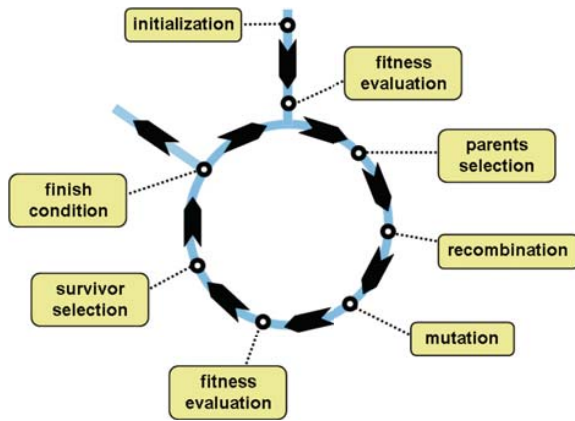 initialization
fitness
evaluation
parents
selection
recombination
mutation
fitness
evaluation
survivor
selection
finish
condition